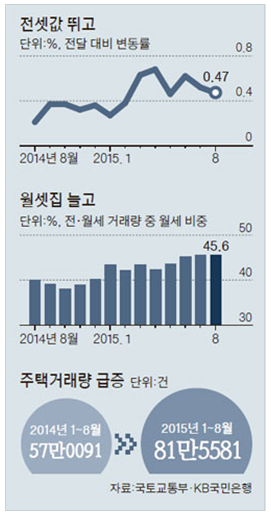 전셋값 뛰고
단위:%, 전달 대비 변동률
0.8
0.47
0.4
0
2014년 8월 2015. 1 8
월셋집 늘고
단위:%, 전·월세 거래량 중 월세 비중
50
45.6
40
30
2014년 8월 2015. 1 8
주택거래량 급증 단위:건
2014년 1~8월
57만0091
2015년 1~8월
81만5581
자료:국토교통부·KB국민은행